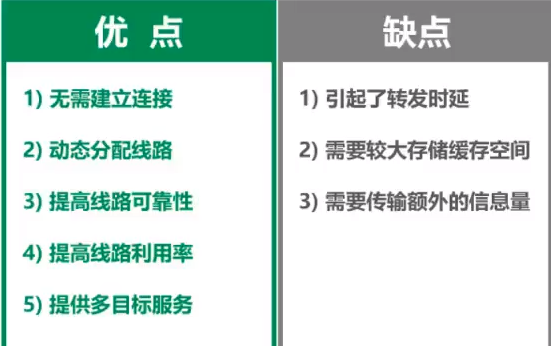 优 点
1) 无需建立连接
2) 动态分配线路
3) 提高线路可靠性
4) 提高线路利用率
5) 提供多目标服务
缺点
1) 引起了转发时延
2) 需要较大存储缓存空间
3) 需要传输额外的信息量